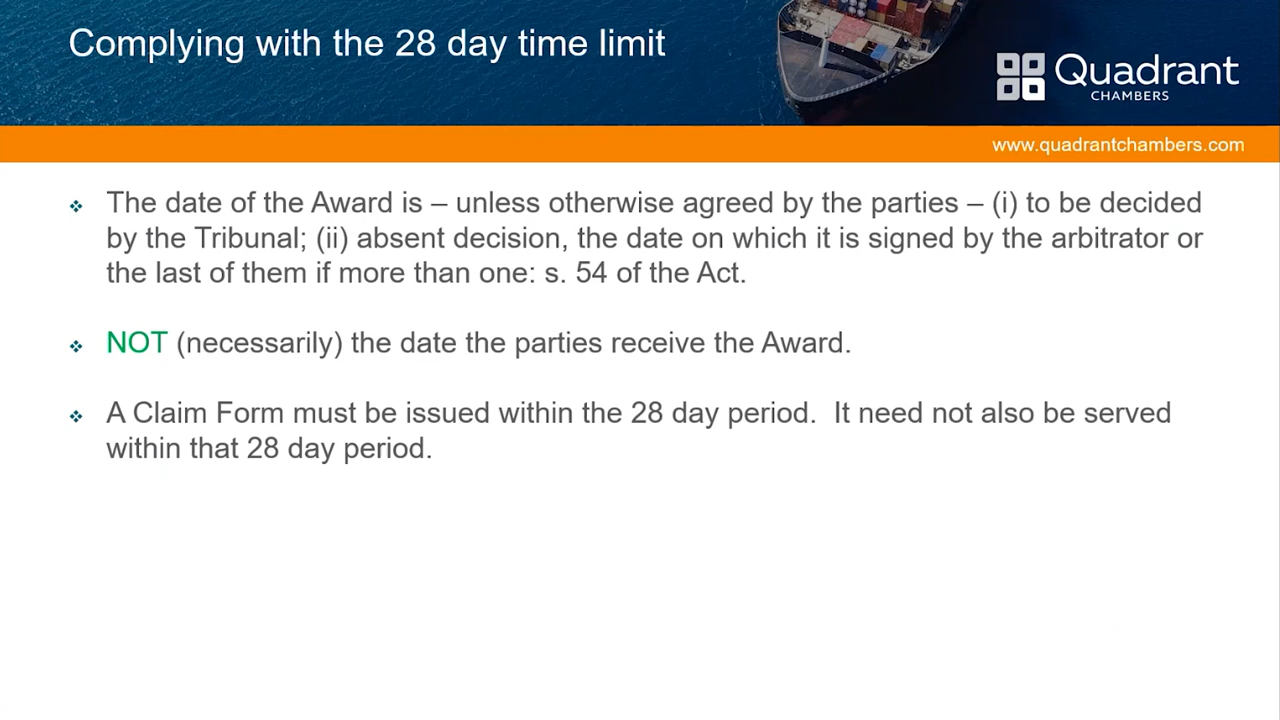 Complying with the 28 day time limit
Quadrant
CHAMBERS
www.quadrantchambers.com
❖ The date of the Award is – unless otherwise agreed by the parties – (i) to be decided
by the Tribunal; (ii) absent decision, the date on which it is signed by the arbitrator or
the last of them if more than one: s. 54 of the Act.
❖ NOT (necessarily) the date the parties receive the Award.
❖ A Claim Form must be issued within the 28 day period.  It need not also be served
within that 28 day period.